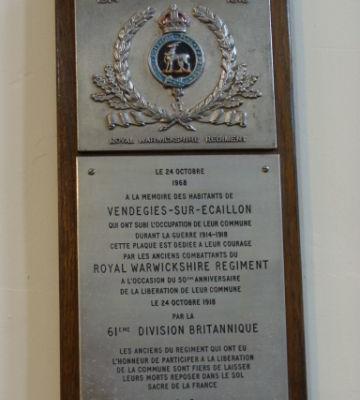 ROYAL WARWICKSHIRE REGIMENT
LE 24 OCTOBRE
1968
A LA MEMOIRE DES HABITANTS DE
VENDEGIES-SUR-ECAILLON
QUI ONT SUBI L'OCCUPATION DE LEUR COMMUNE
DURANT LA GUERRE 1914-1918
CETTE PLAQUE EST DEDIEE A LEUR COURAGE
PAR LES ANCIENS COMBATTANTS DU
ROYAL WARWICKSHIRE REGIMENT
A L'OCCASION DU 50EME ANNIVERSAIRE
DE LA LIBERATION DE LEUR COMMUNE
LE 24 OCTOBRE 1918
PAR LA
61EME DIVISION BRITANNIQUE
LES ANCIENS DU REGIMENT QUI ONT EU
L'HONNEUR DE PARTICIPER A LA LIBERATION
DE LA COMMUNE SONT FIERS DE LAISSER
LEURS MORTS REPOSER DANS LE SOL
SACRE DE LA FRANCE